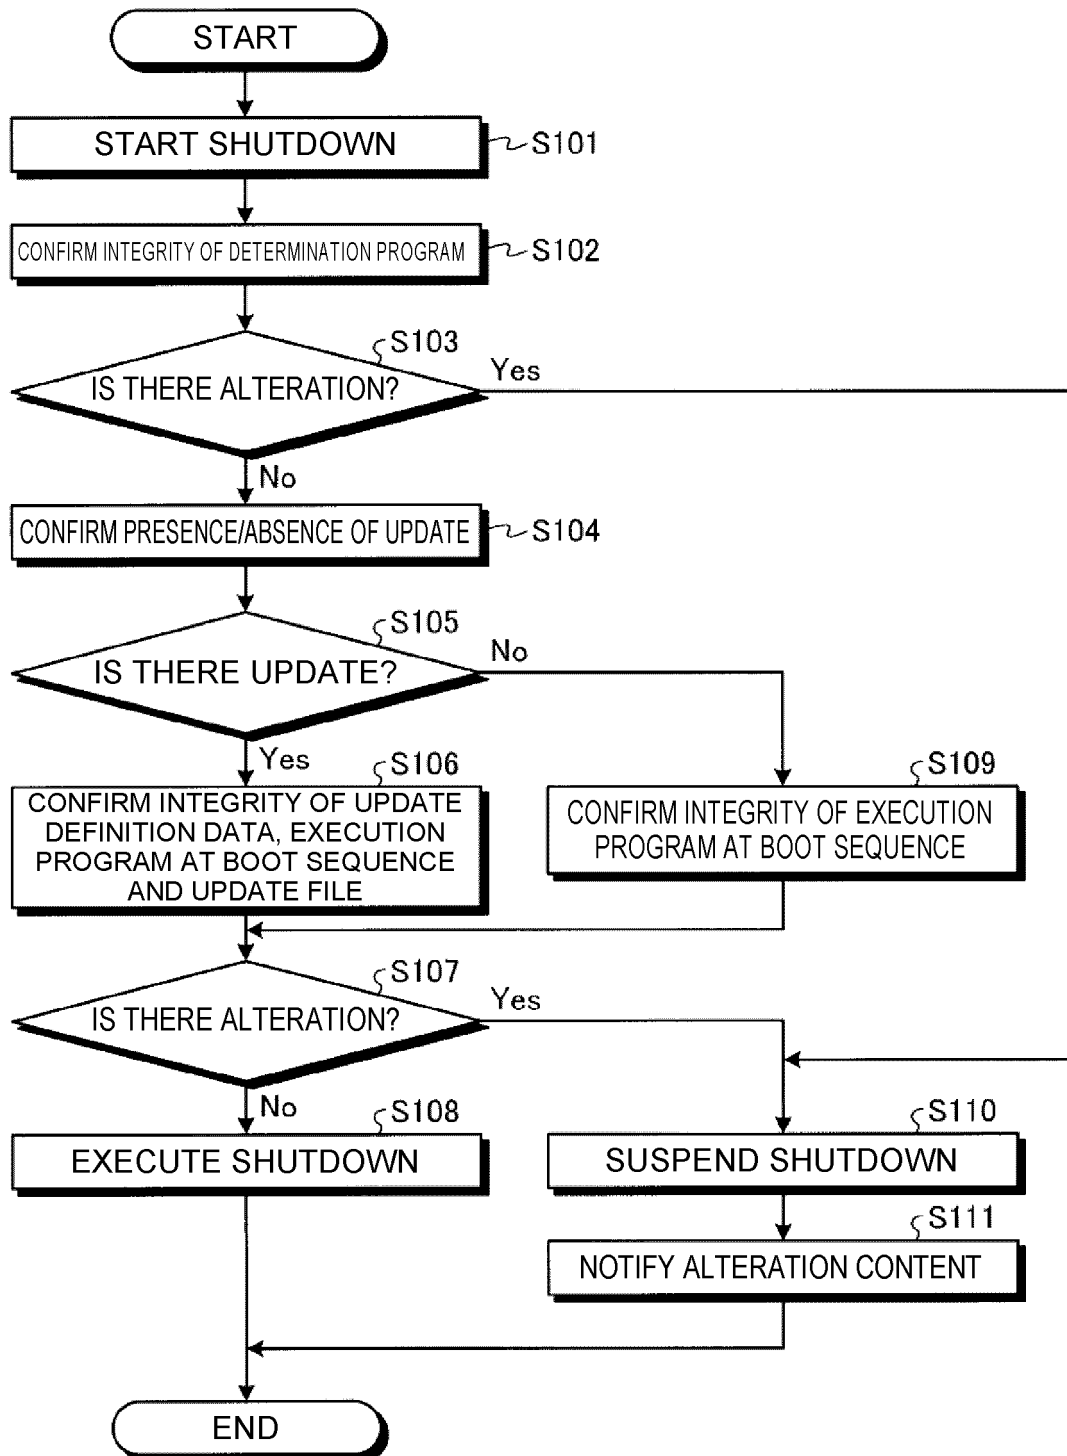 START
START SHUTDOWN
S101
CONFIRM INTEGRITY OF DETERMINATION PROGRAM
S102
S103
IS THERE ALTERATION?
Yes
No
CONFIRM PRESENCE/ABSENCE OF UPDATE
S104
S105
IS THERE UPDATE?
No
Yes
S106
CONFIRM INTEGRITY OF UPDATE
DEFINITION DATA, EXECUTION
PROGRAM AT BOOT SEQUENCE
AND UPDATE FILE
S109
CONFIRM INTEGRITY OF EXECUTION
PROGRAM AT BOOT SEQUENCE
S107
IS THERE ALTERATION?
Yes
No
S108
EXECUTE SHUTDOWN
S110
SUSPEND SHUTDOWN
S111
NOTIFY ALTERATION CONTENT
END